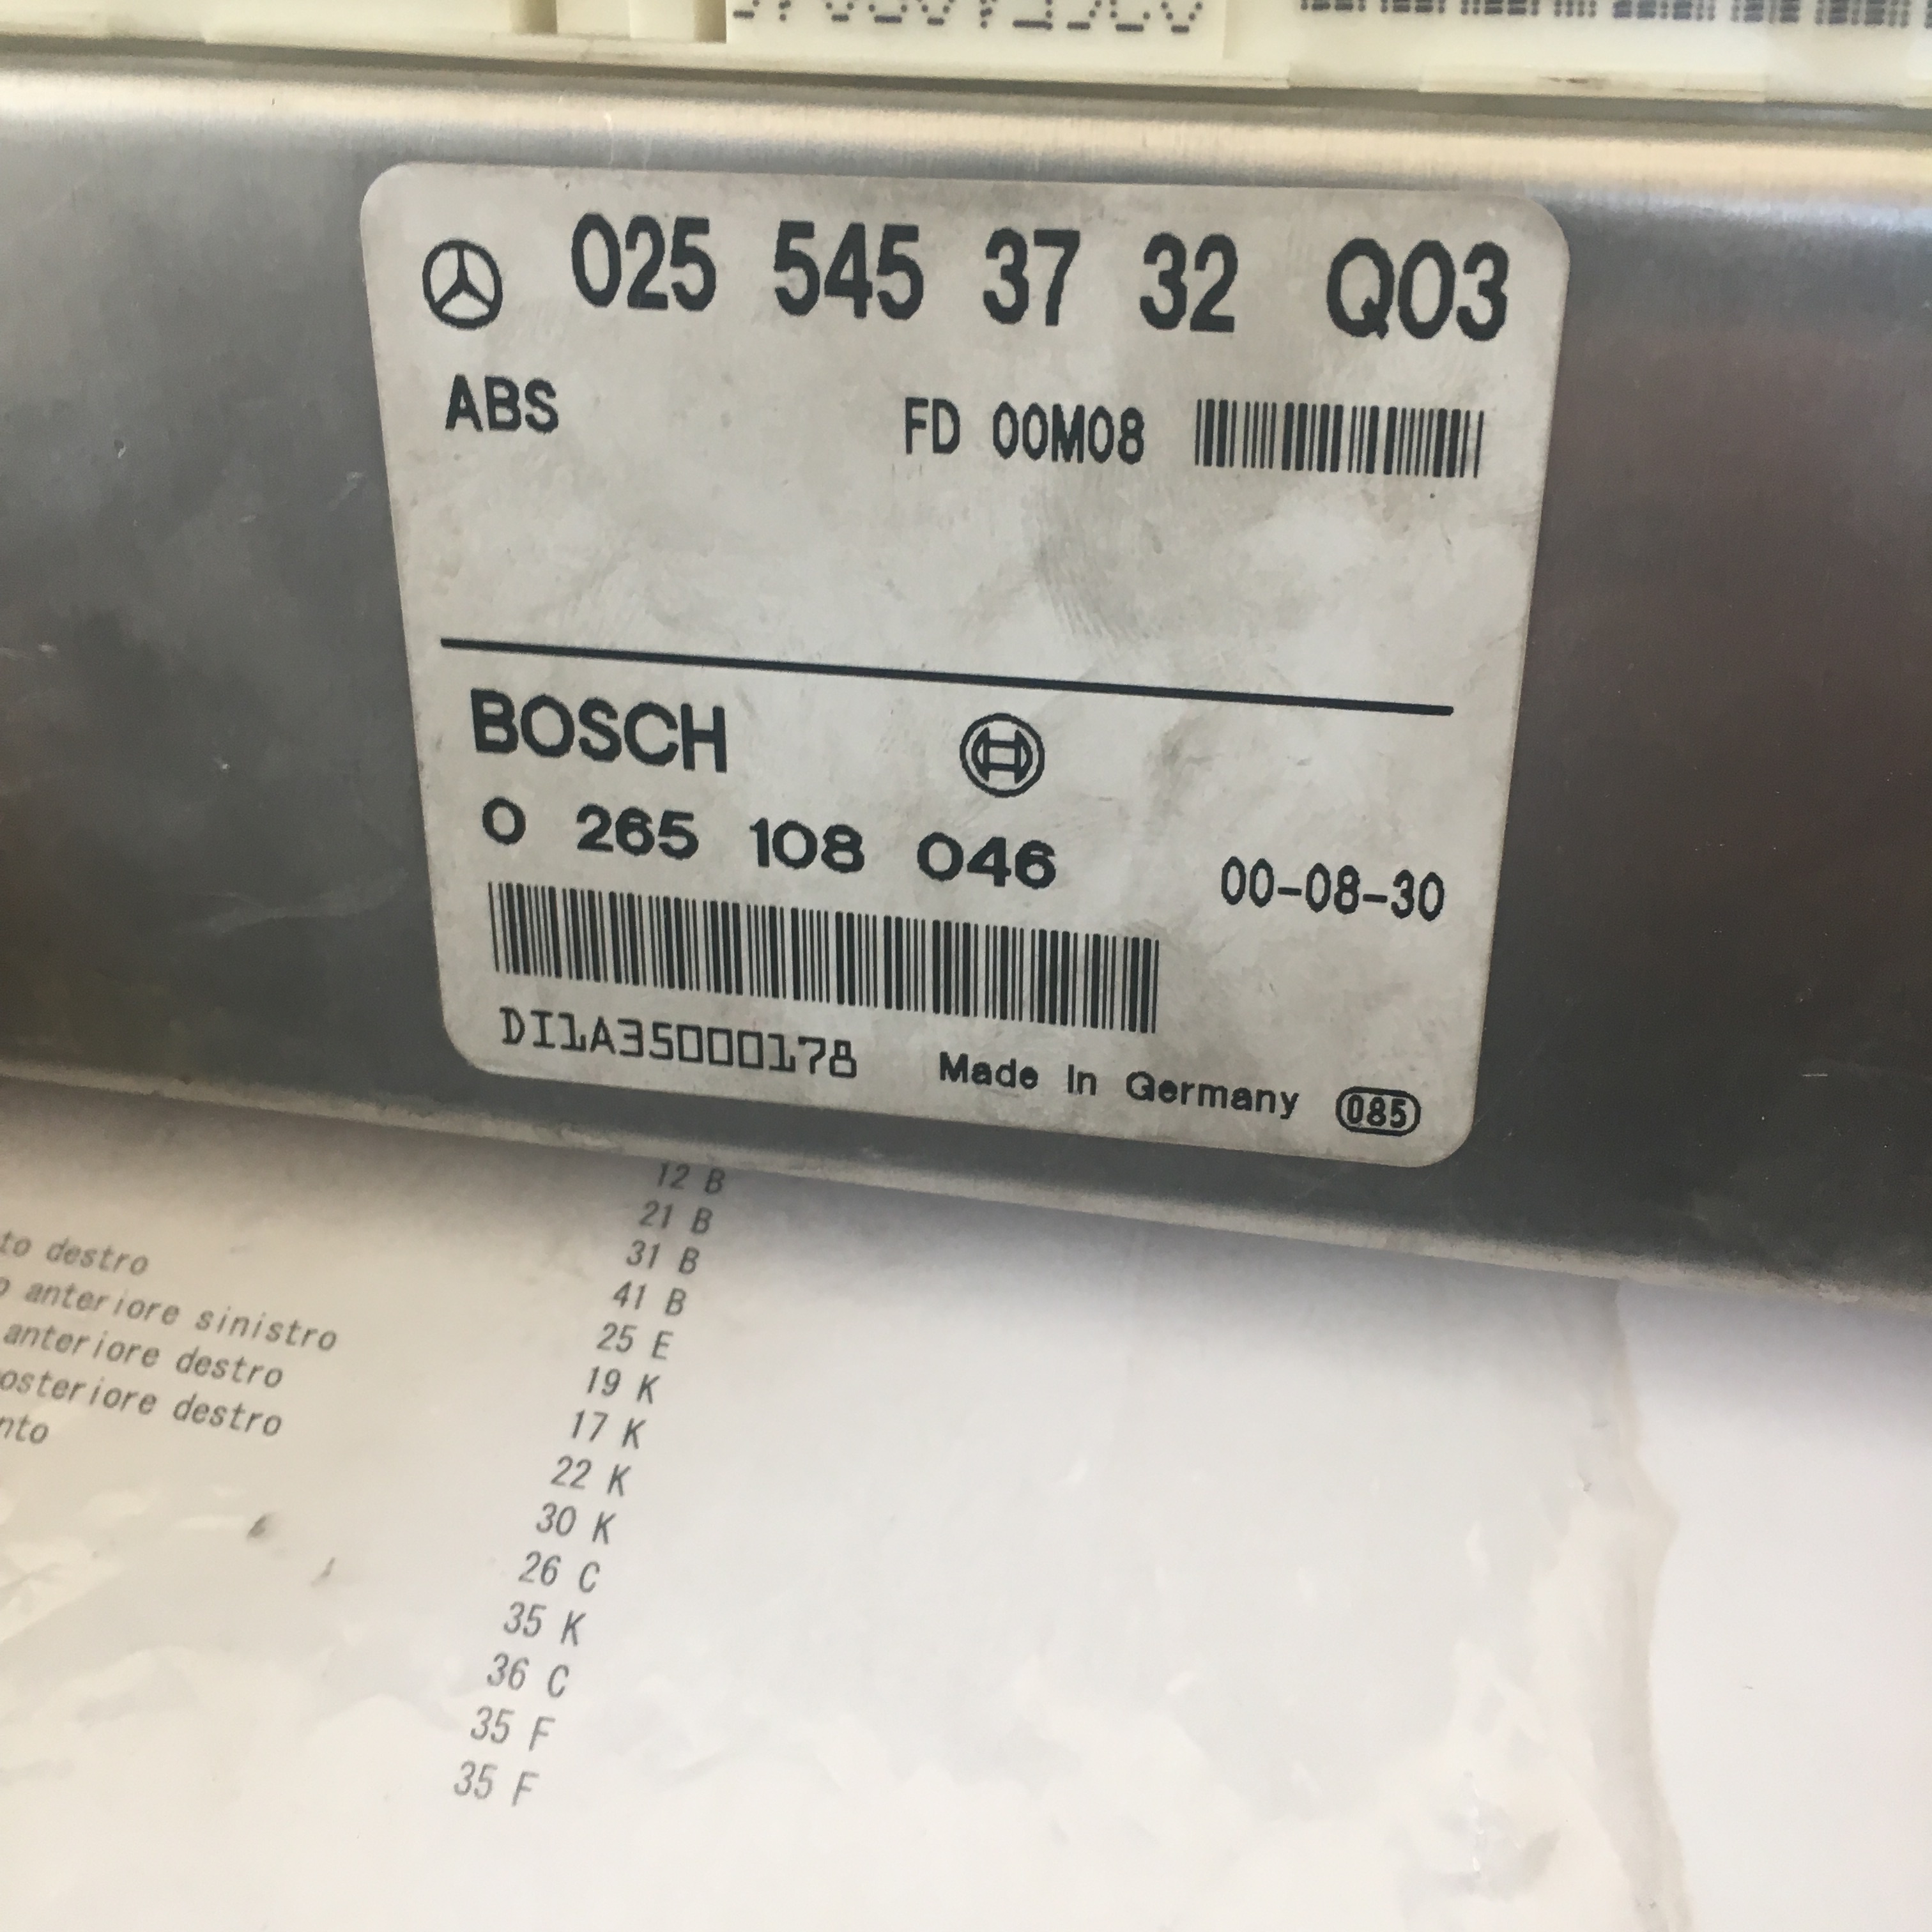 025 545 37 32 Q03
ABS FD 00M08
BOSCH
0 265 108 046 00-08-30
DI1A35000178 Made In Germany 085
12 B
21 B
31 B
41 B
25 E
19 K
17 K
22 K
30 K
26 C
35 K
36 C
35 F
35 F
to destro
o anteriore sinistro
anteriore destro
osteriore destro
nto